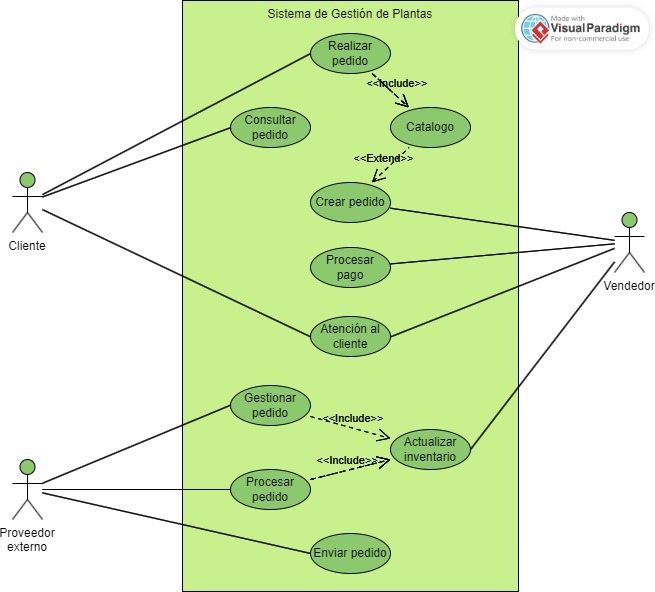 Sistema de Gestión de Plantas
Made with
VisualParadigm
For non-commercial use
Realizar
pedido
<<Include>>
Consultar
pedido
Catalogo
<<Extend>>
Cliente
Crear pedido
Procesar
pago
Vendedor
Atención al
cliente
Gestionar
pedido
<<Include>>
Actualizar
inventario
<<Include>>
Procesar
pedido
Proveedor
externo
Enviar pedido